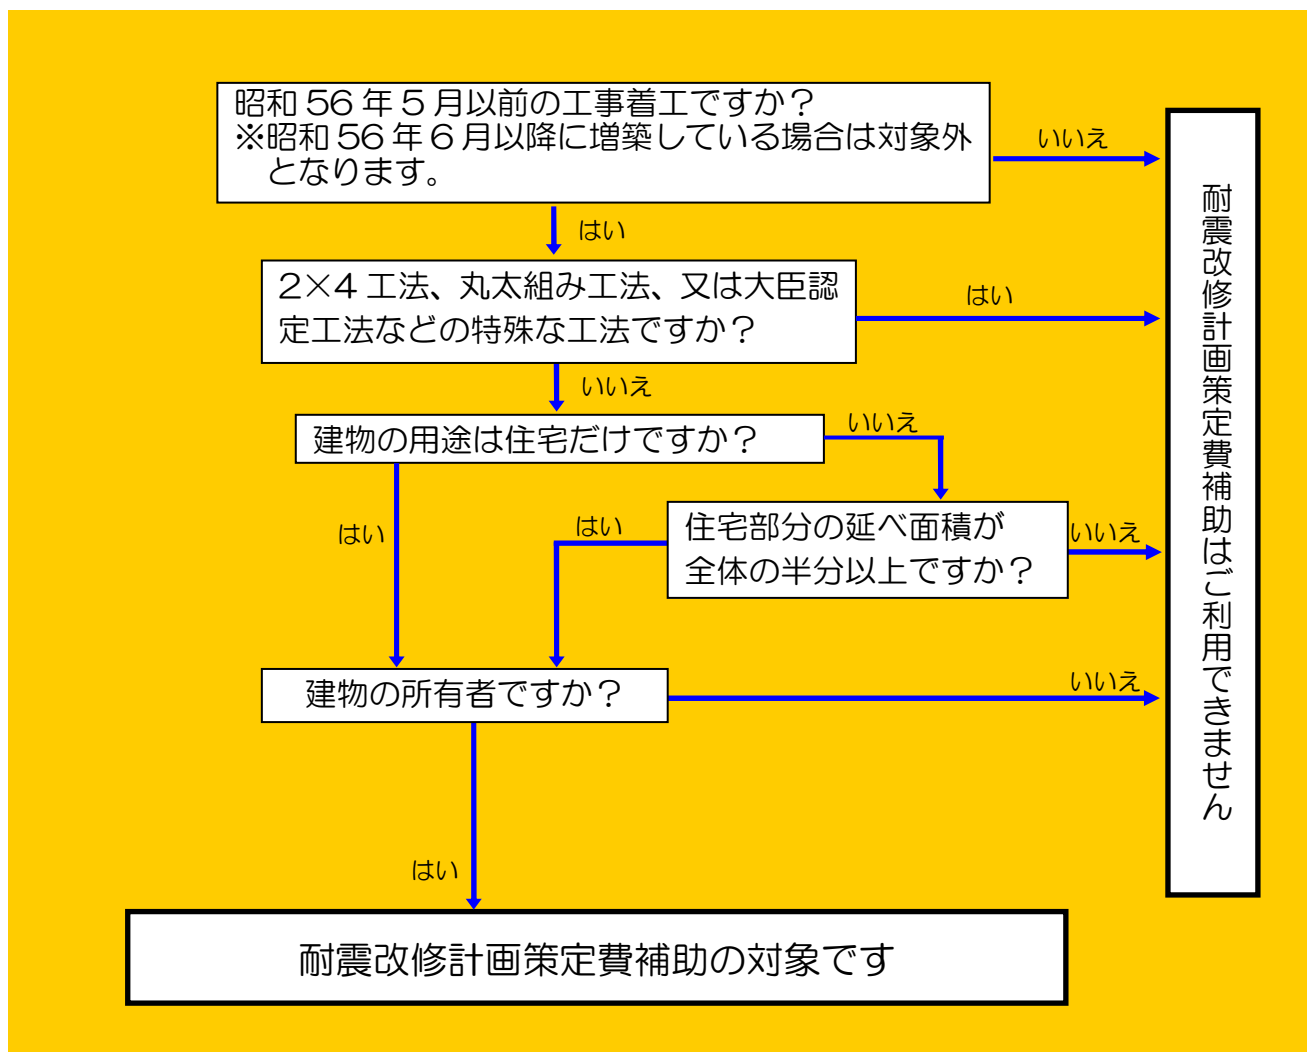 昭和56年5月以前の工事着工ですか？
※昭和56年6月以降に増築している場合は対象外
となります。
いいえ
はい
2×4工法、丸太組み工法、又は大臣認
定工法などの特殊な工法ですか？
はい
いいえ
建物の用途は住宅だけですか？
いいえ
はい
住宅部分の延べ面積が
全体の半分以上ですか？
はい
いいえ
建物の所有者ですか？
いいえ
はい
耐震改修計画策定費補助の対象です
耐震改修計画策定費補助はご利用できません